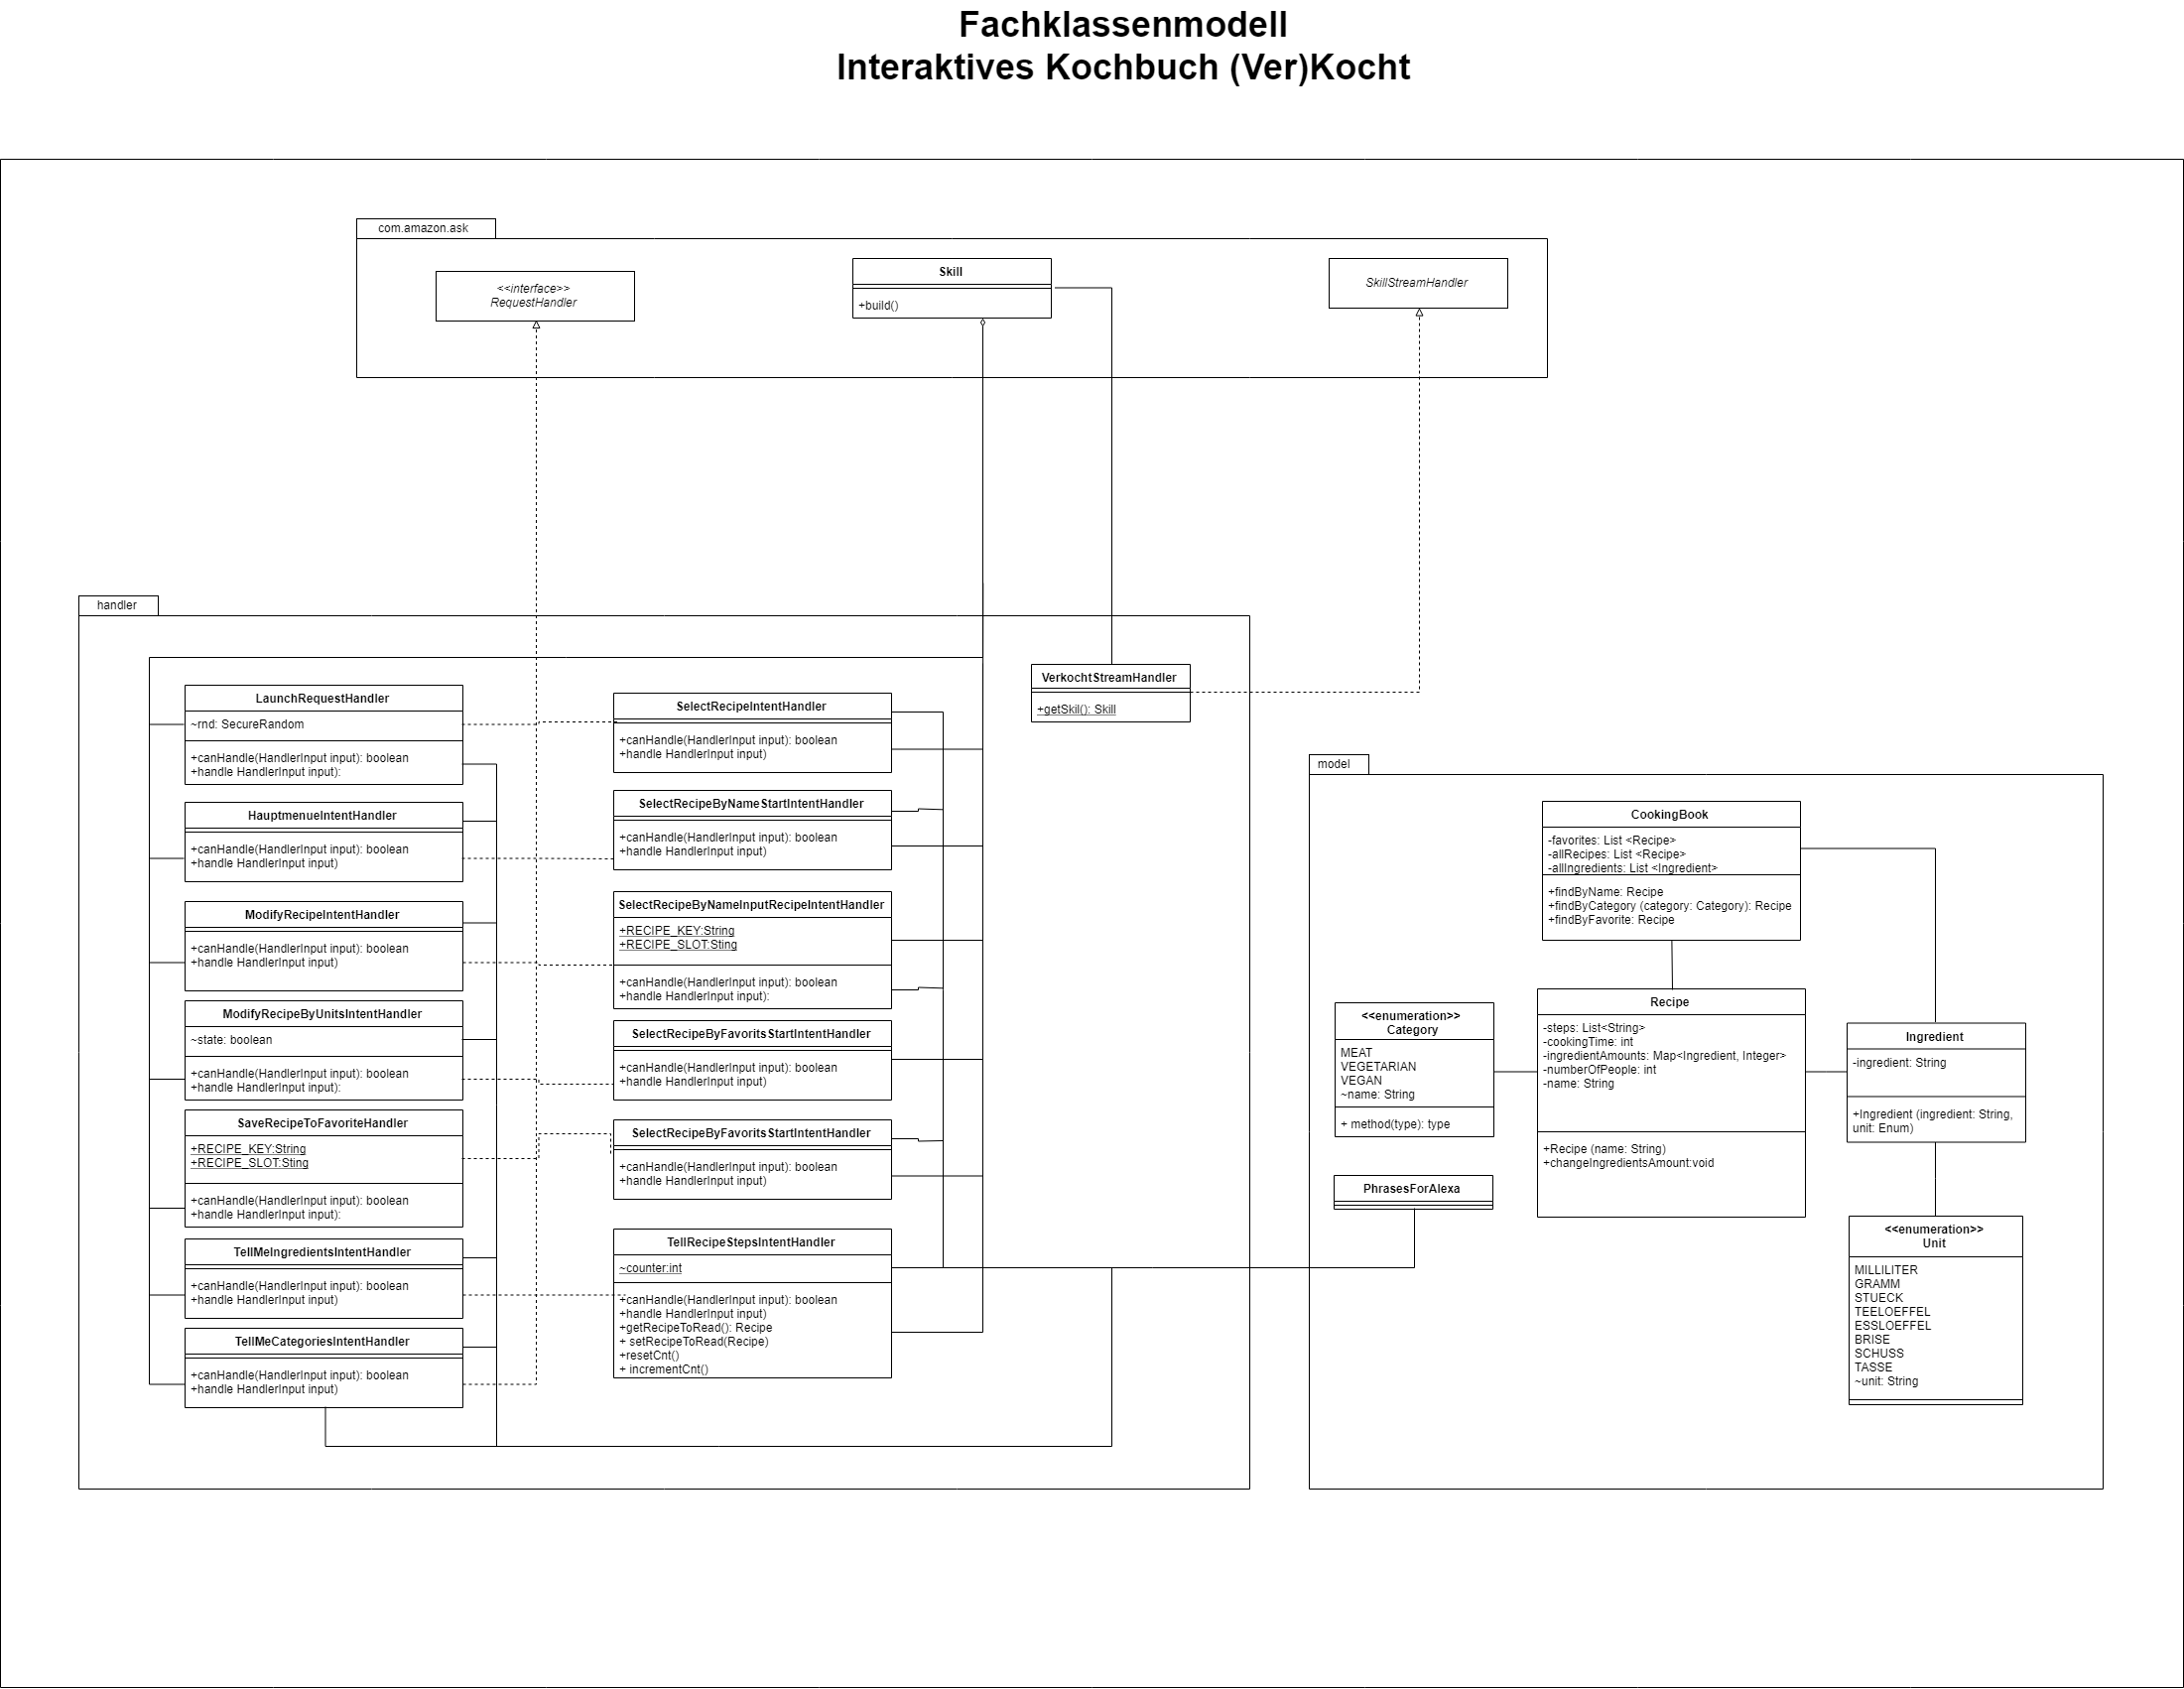 Fachklassenmodell
Interaktives Kochbuch (Ver)Kocht
com.amazon.ask
<<interface>>
RequestHandler
Skill
+build()
SkillStreamHandler
handler
LaunchRequestHandler
~rnd: SecureRandom
+canHandle(HandlerInput input): boolean
+handle HandlerInput input):
HauptmenueIntentHandler
+canHandle(HandlerInput input): boolean
+handle HandlerInput input)
ModifyRecipeIntentHandler
+canHandle(HandlerInput input): boolean
+handle HandlerInput input)
ModifyRecipeByUnitsIntentHandler
~state: boolean
+canHandle(HandlerInput input): boolean
+handle HandlerInput input):
SaveRecipeToFavoriteHandler
+RECIPE_KEY:String
+RECIPE_SLOT:Sting
+canHandle(HandlerInput input): boolean
+handle HandlerInput input):
TellMeIngredientsIntentHandler
+canHandle(HandlerInput input): boolean
+handle HandlerInput input)
TellMeCategoriesIntentHandler
+canHandle(HandlerInput input): boolean
+handle HandlerInput input)
SelectRecipeIntentHandler
+canHandle(HandlerInput input): boolean
+handle HandlerInput input)
SelectRecipeByNameStartIntentHandler
+canHandle(HandlerInput input): boolean
+handle HandlerInput input)
SelectRecipeByNameInputRecipeIntentHandler
+RECIPE_KEY:String
+RECIPE_SLOT:Sting
+canHandle(HandlerInput input): boolean
+handle HandlerInput input):
SelectRecipeByFavoritsStartIntentHandler
+canHandle(HandlerInput input): boolean
+handle HandlerInput input)
SelectRecipeByFavoritsStartIntentHandler
+canHandle(HandlerInput input): boolean
+handle HandlerInput input)
TellRecipeStepsIntentHandler
~counter:int
+canHandle(HandlerInput input): boolean
+handle HandlerInput input)
+getRecipeToRead(): Recipe
+ setRecipeToRead(Recipe)
+resetCnt()
+ incrementCnt()
VerkochtStreamHandler
+getSkil(): Skill
model
CookingBook
-favorites: List <Recipe>
-allRecipes: List <Recipe>
-allIngredients: List <Ingredient>
+findByName: Recipe
+findByCategory (category: Category): Recipe
+findByFavorite: Recipe
<<enumeration>>
Category
MEAT
VEGETARIAN
VEGAN
~name: String
+ method(type): type
PhrasesForAlexa
Recipe
-steps: List<String>
-cookingTime: int
-ingredientAmounts: Map<Ingredient, Integer>
-numberOfPeople: int
-name: String
+Recipe (name: String)
+changeIngredientsAmount:void
Ingredient
-ingredient: String
+Ingredient (ingredient: String,
unit: Enum)
<<enumeration>>
Unit
MILLILITER
GRAMM
STUECK
TEELOEFFEL
ESSLOEFFEL
BRISE
SCHUSS
TASSE
~unit: String